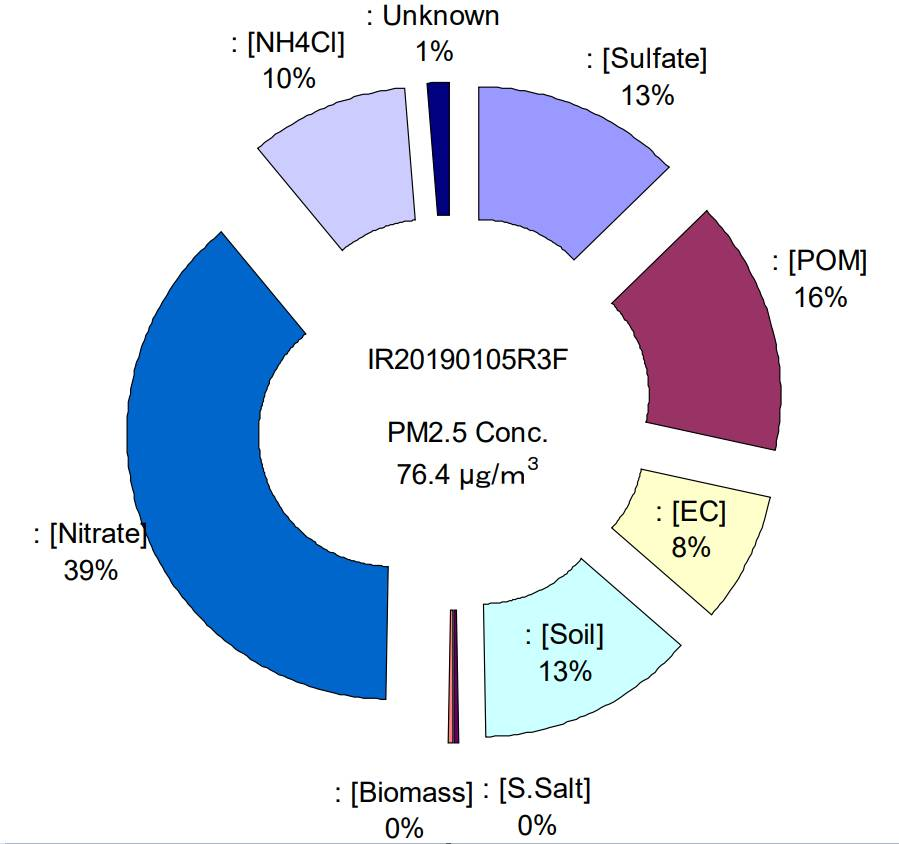 : Unknown
1%
: [NH4Cl]
10%
: [Sulfate]
13%
: [POM]
16%
IR20190105R3F
PM2.5 Conc.
76.4 µg/m³
: [EC]
8%
: [Nitrate]
39%
: [Soil]
13%
: [Biomass]
0%
: [S.Salt]
0%